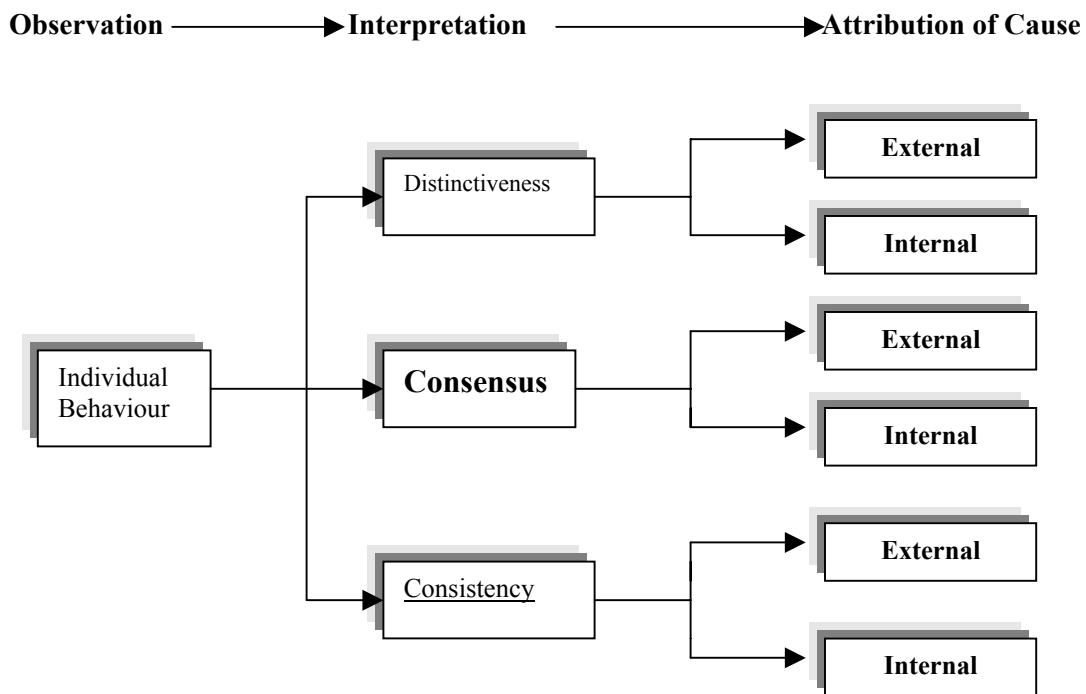 Observation Interpretation Attribution of Cause
External
Distinctiveness
Internal
External
Individual
Behaviour
Consensus
Internal
External
Consistency
Internal